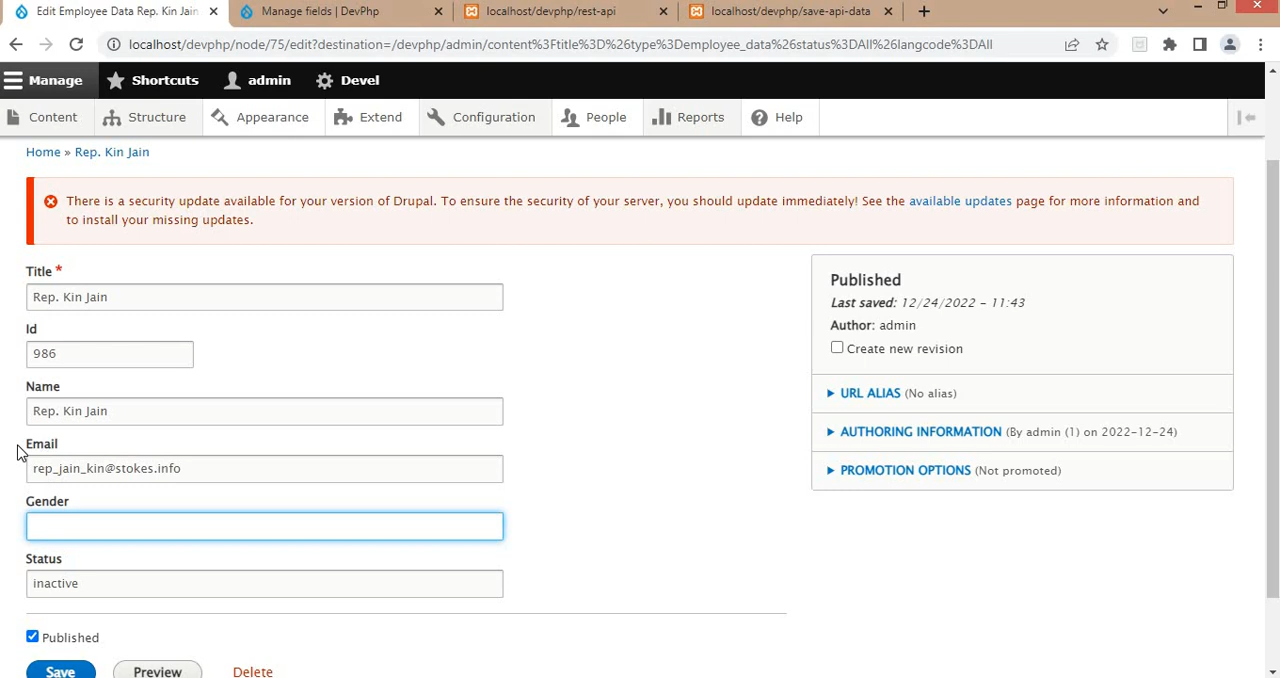 Edit Employee Data Rep. Kin Jain
Manage fields | DevPhp
localhost/devphp/rest-api
localhost/devphp/save-api-data
localhost/devphp/node/75/edit?destination=/devphp/admin/content%3Ftitle%3D%26type%3Demployee_data%26status%3DAll%26langcode%3DAll
Manage
Shortcuts
admin
Devel
Content
Structure
Appearance
Extend
Configuration
People
Reports
Help
Home » Rep. Kin Jain
There is a security update available for your version of Drupal. To ensure the security of your server, you should update immediately! See the available updates page for more information and
to install your missing updates.
Title *
Rep. Kin Jain
Id
986
Name
Rep. Kin Jain
Email
rep_jain_kin@stokes.info
Gender
Status
inactive
Published
Save
Preview
Delete
Published
Last saved: 12/24/2022 - 11:43
Author: admin
Create new revision
URL ALIAS (No alias)
AUTHORING INFORMATION (By admin (1) on 2022-12-24)
PROMOTION OPTIONS (Not promoted)